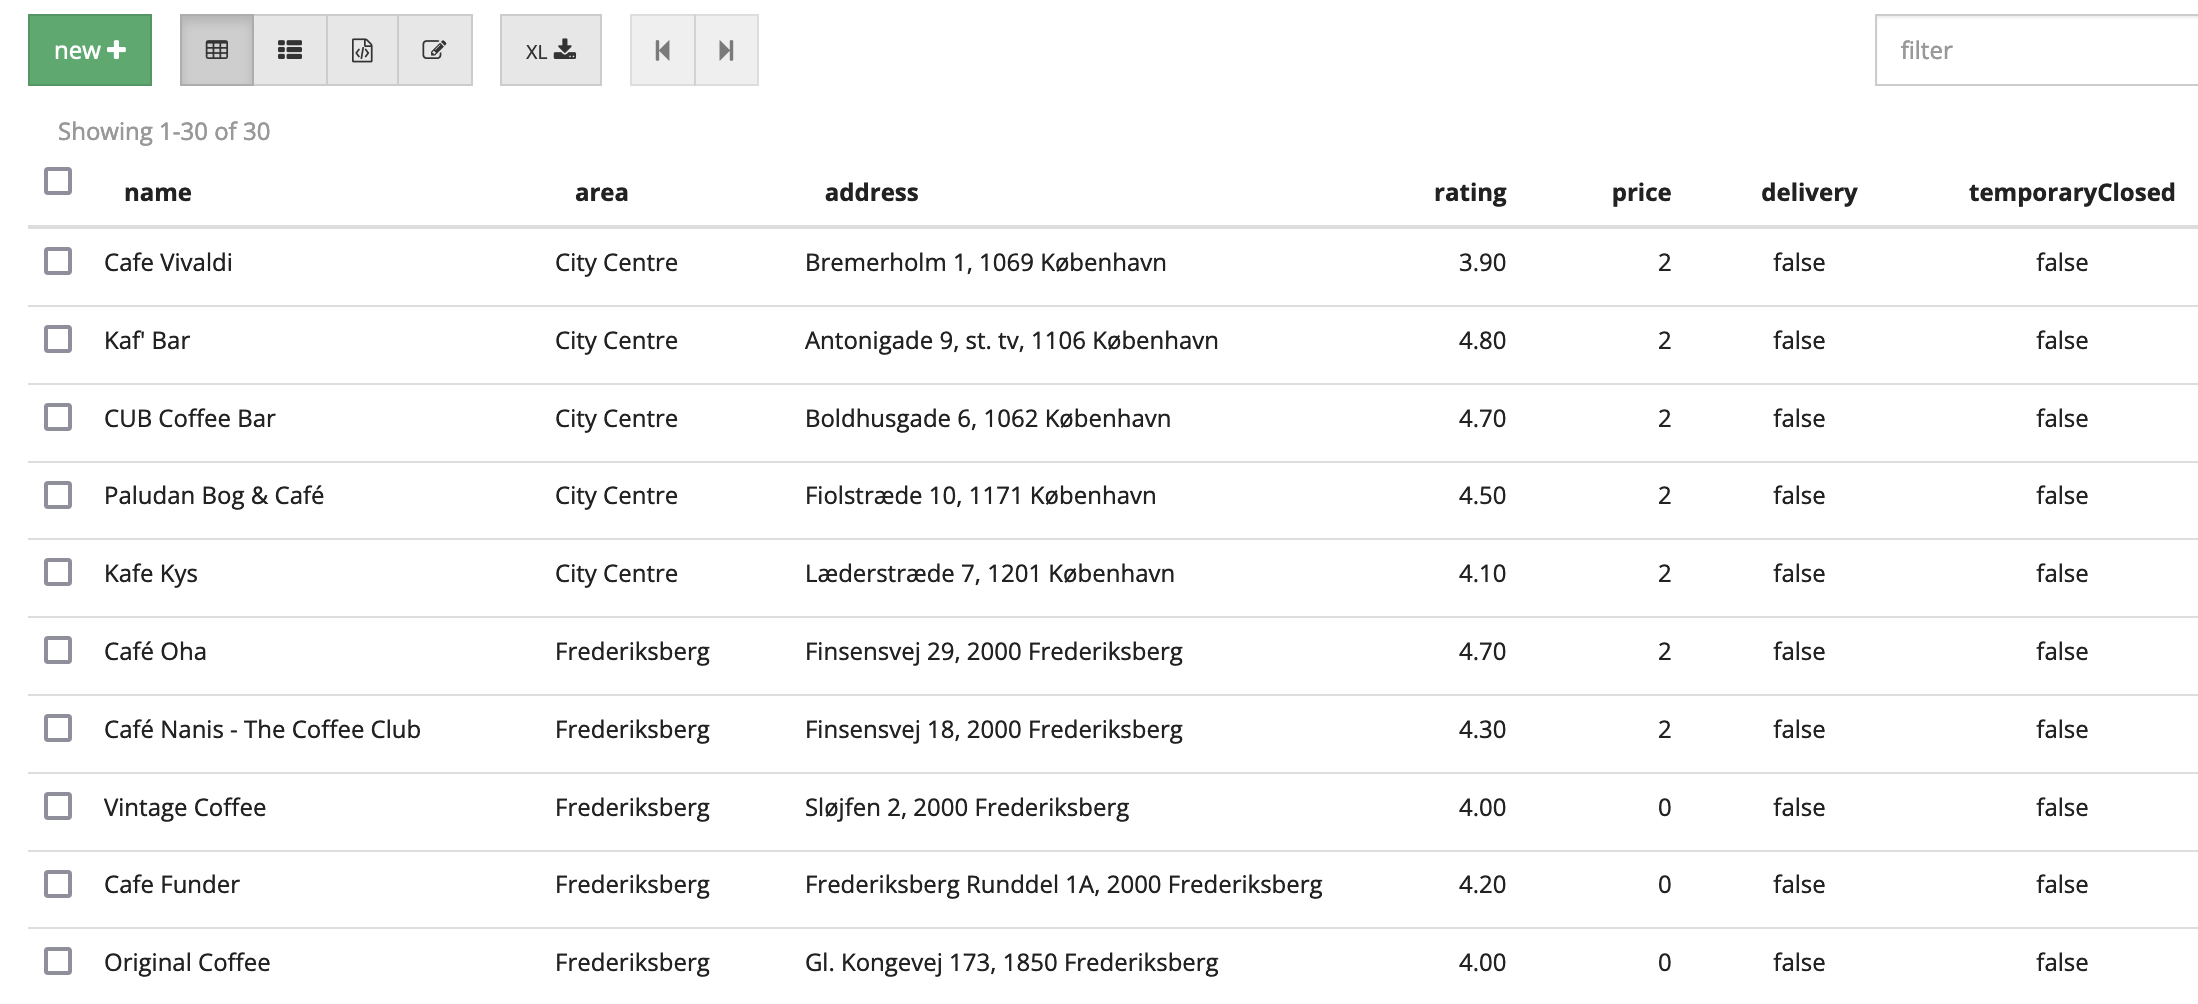 new
XL
filter
Showing 1-30 of 30
name area address rating price delivery temporaryClosed
Cafe Vivaldi City Centre Bremerholm 1, 1069 København 3.90 2 false false
Kaf' Bar City Centre Antonigade 9, st. tv, 1106 København 4.80 2 false false
CUB Coffee Bar City Centre Boldhusgade 6, 1062 København 4.70 2 false false
Paludan Bog & Café City Centre Fiolstræde 10, 1171 København 4.50 2 false false
Kafe Kys City Centre Læderstræde 7, 1201 København 4.10 2 false false
Café Oha Frederiksberg Finsensvej 29, 2000 Frederiksberg 4.70 2 false false
Café Nanis - The Coffee Club Frederiksberg Finsensvej 18, 2000 Frederiksberg 4.30 2 false false
Vintage Coffee Frederiksberg Sløjfen 2, 2000 Frederiksberg 4.00 0 false false
Cafe Funder Frederiksberg Frederiksberg Runddel 1A, 2000 Frederiksberg 4.20 0 false false
Original Coffee Frederiksberg Gl. Kongevej 173, 1850 Frederiksberg 4.00 0 false false